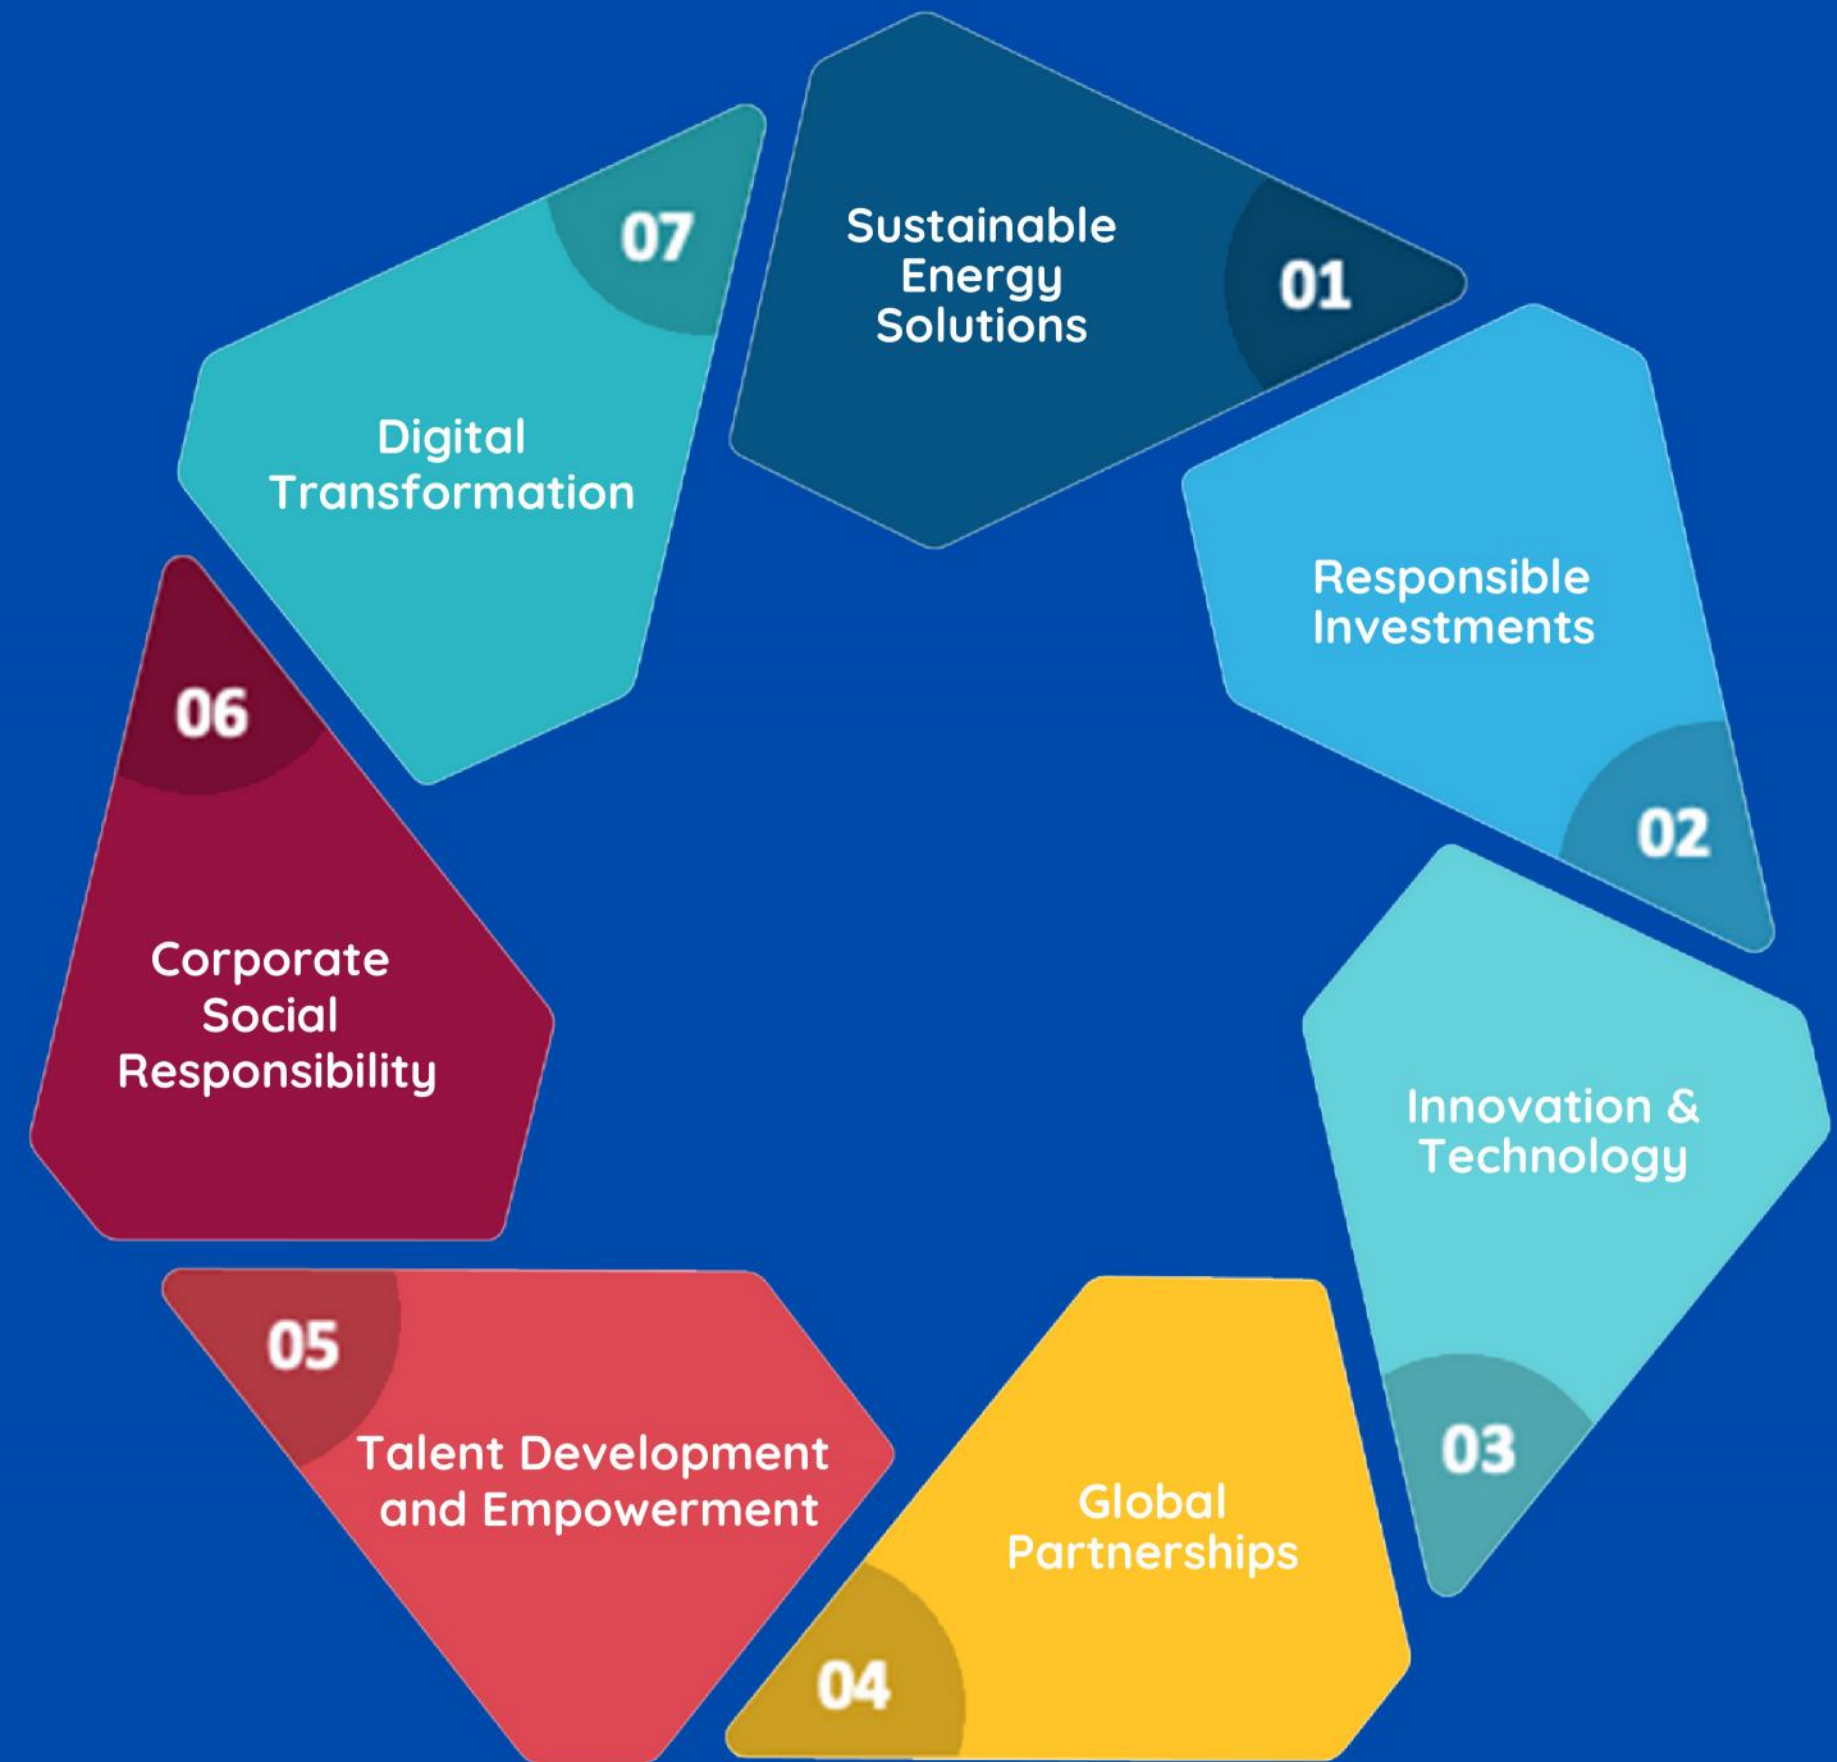 Sustainable
Energy
Solutions
01
Responsible
Investments
02
Innovation &
Technology
03
Global
Partnerships
04
Talent Development
and Empowerment
05
Corporate
Social
Responsibility
06
Digital
Transformation
07